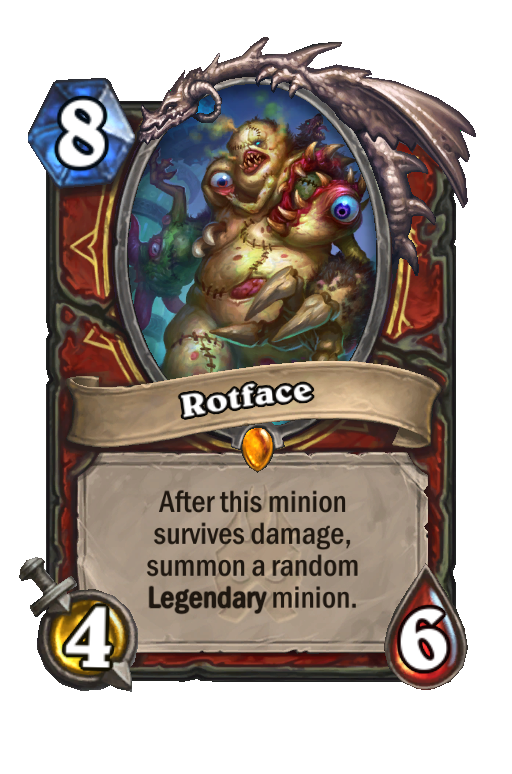 8
Rotface
After this minion
survives damage,
summon a random
Legendary minion.
4
6